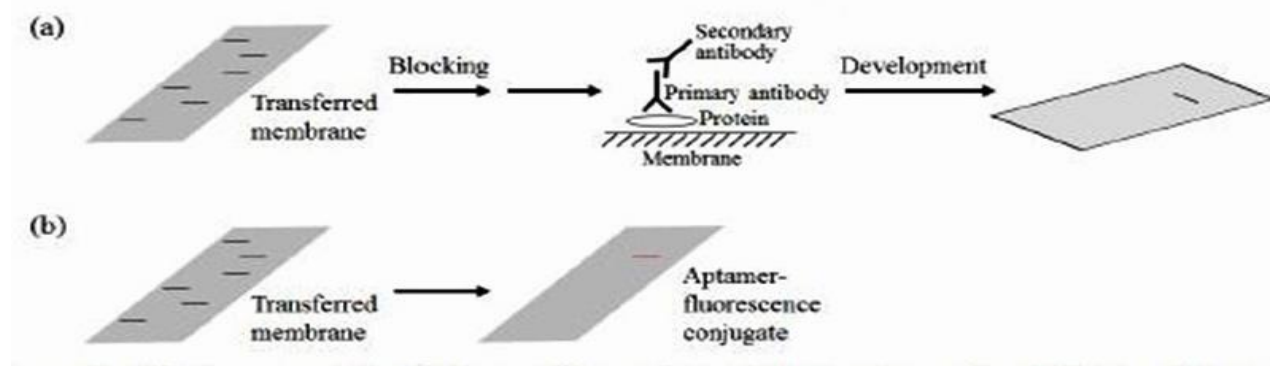 (a)
Transferred
membrane
Blocking
Secondary
antibody
Primary antibody
Protein
Membrane
Development
(b)
Transferred
membrane
Aptamer-
fluorescence
conjugate